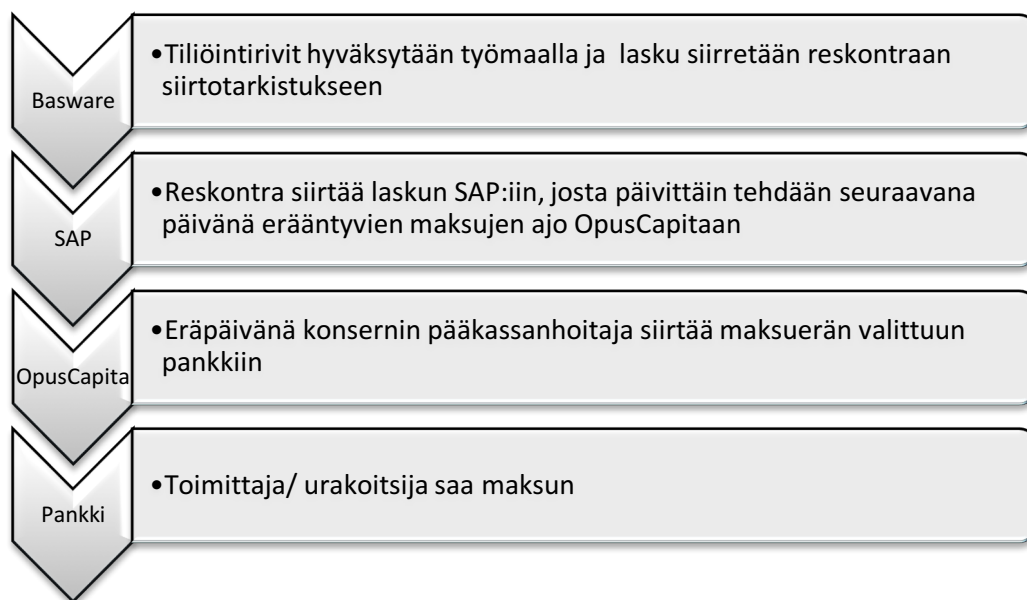 Basware
•Tiliöintirivit hyväksytään työmaalla ja  lasku siirretään reskontraan
siirtotarkistukseen
SAP
•Reskontra siirtää laskun SAP:iin, josta päivittäin tehdään seuraavana
päivänä erääntyvien maksujen ajo OpusCapitaan
OpusCapita
•Eräpäivänä konsernin pääkassanhoitaja siirtää maksuerän valittuun
pankkiin
Pankki
•Toimittaja/ urakoitsija saa maksun